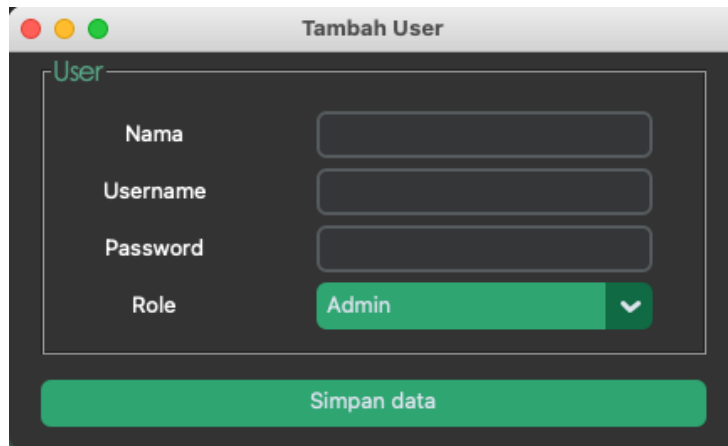 Tambah User
User
Nama
Username
Password
Role Admin
Simpan data